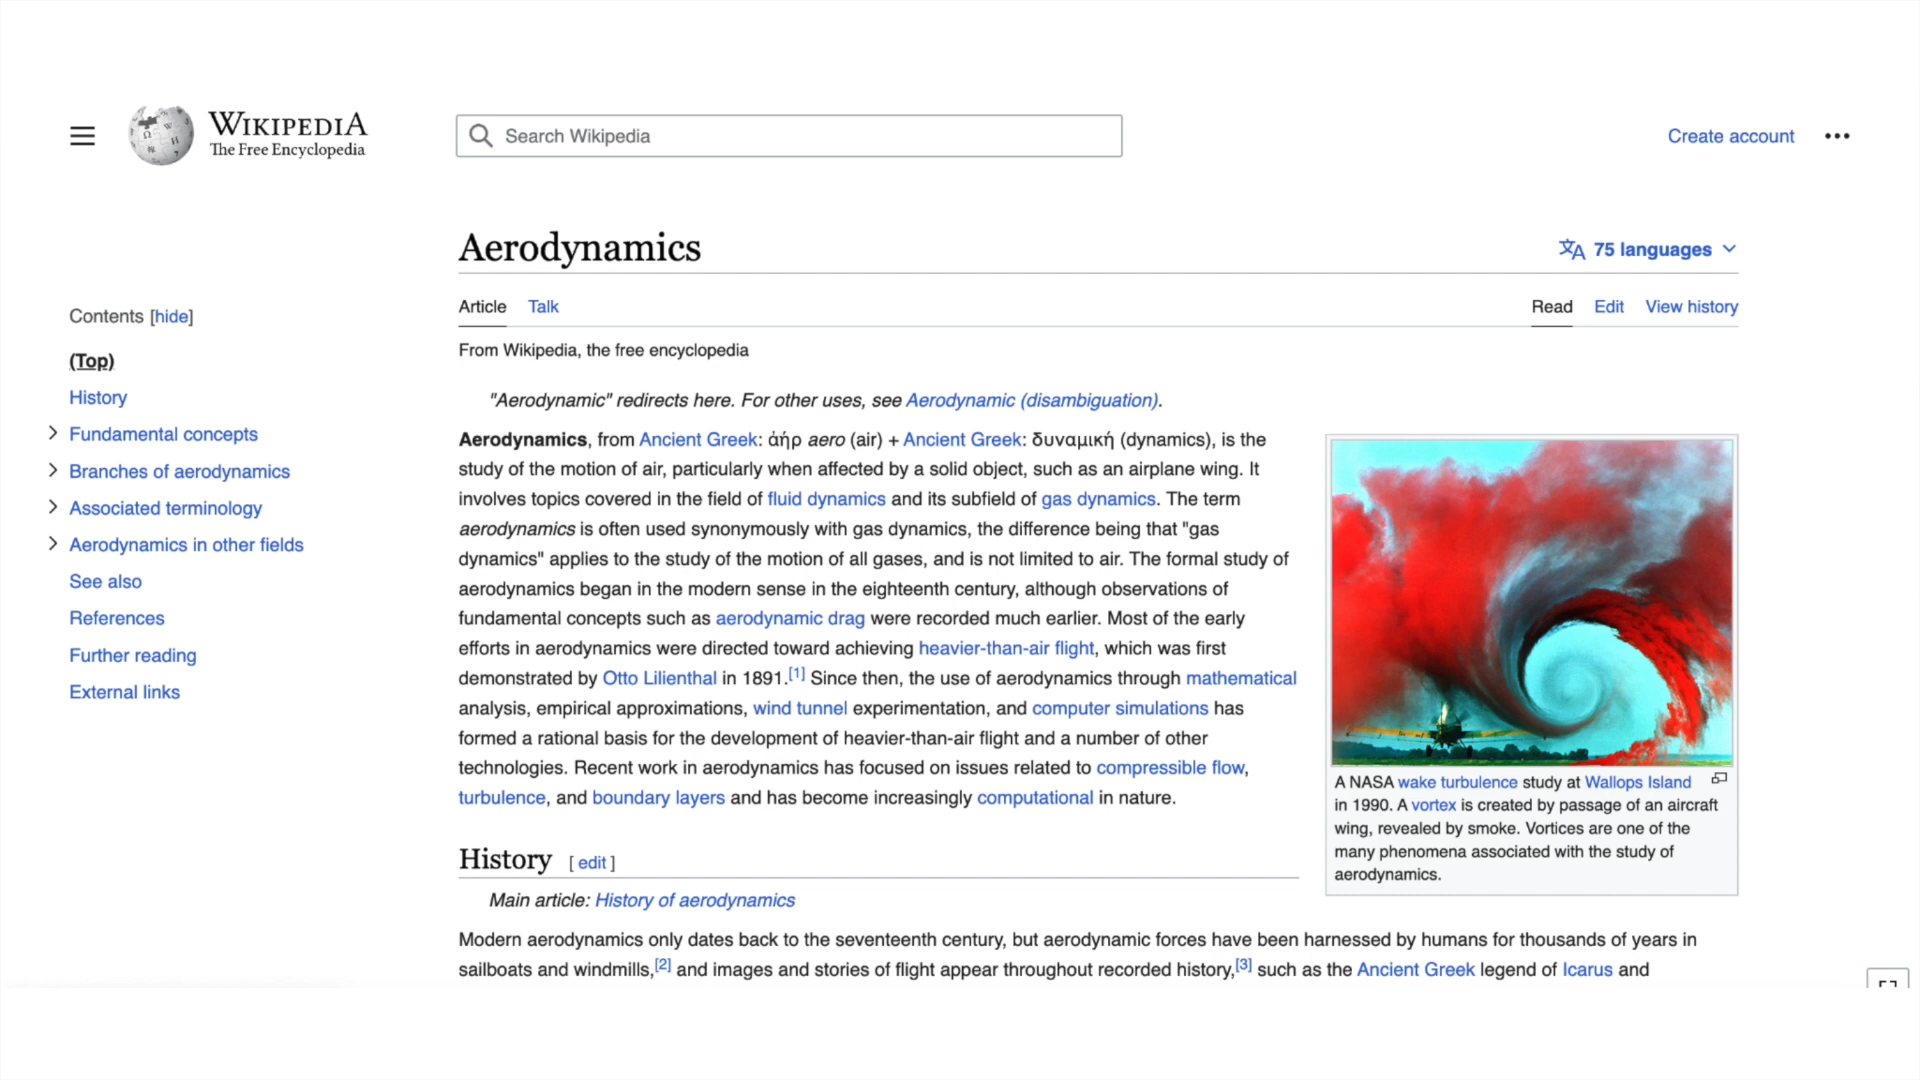 WIKIPEDIA
The Free Encyclopedia
Search Wikipedia
Create account
Aerodynamics
75 languages
Contents [hide]
(Top)
History
Fundamental concepts
Branches of aerodynamics
Associated terminology
Aerodynamics in other fields
See also
References
Further reading
External links
Article Talk
Read Edit View history
From Wikipedia, the free encyclopedia
"Aerodynamic" redirects here. For other uses, see Aerodynamic (disambiguation).
Aerodynamics, from Ancient Greek: ἀήρ aero (air) + Ancient Greek: δυναμική (dynamics), is the
study of the motion of air, particularly when affected by a solid object, such as an airplane wing. It
involves topics covered in the field of fluid dynamics and its subfield of gas dynamics. The term
aerodynamics is often used synonymously with gas dynamics, the difference being that "gas
dynamics" applies to the study of the motion of all gases, and is not limited to air. The formal study of
aerodynamics began in the modern sense in the eighteenth century, although observations of
fundamental concepts such as aerodynamic drag were recorded much earlier. Most of the early
efforts in aerodynamics were directed toward achieving heavier-than-air flight, which was first
demonstrated by Otto Lilienthal in 1891.[1] Since then, the use of aerodynamics through mathematical
analysis, empirical approximations, wind tunnel experimentation, and computer simulations has
formed a rational basis for the development of heavier-than-air flight and a number of other
technologies. Recent work in aerodynamics has focused on issues related to compressible flow,
turbulence, and boundary layers and has become increasingly computational in nature.
A NASA wake turbulence study at Wallops Island
in 1990. A vortex is created by passage of an aircraft
wing, revealed by smoke. Vortices are one of the
many phenomena associated with the study of
aerodynamics.
History [ edit ]
Main article: History of aerodynamics
Modern aerodynamics only dates back to the seventeenth century, but aerodynamic forces have been harnessed by humans for thousands of years in
sailboats and windmills,[2] and images and stories of flight appear throughout recorded history,[3] such as the Ancient Greek legend of Icarus and